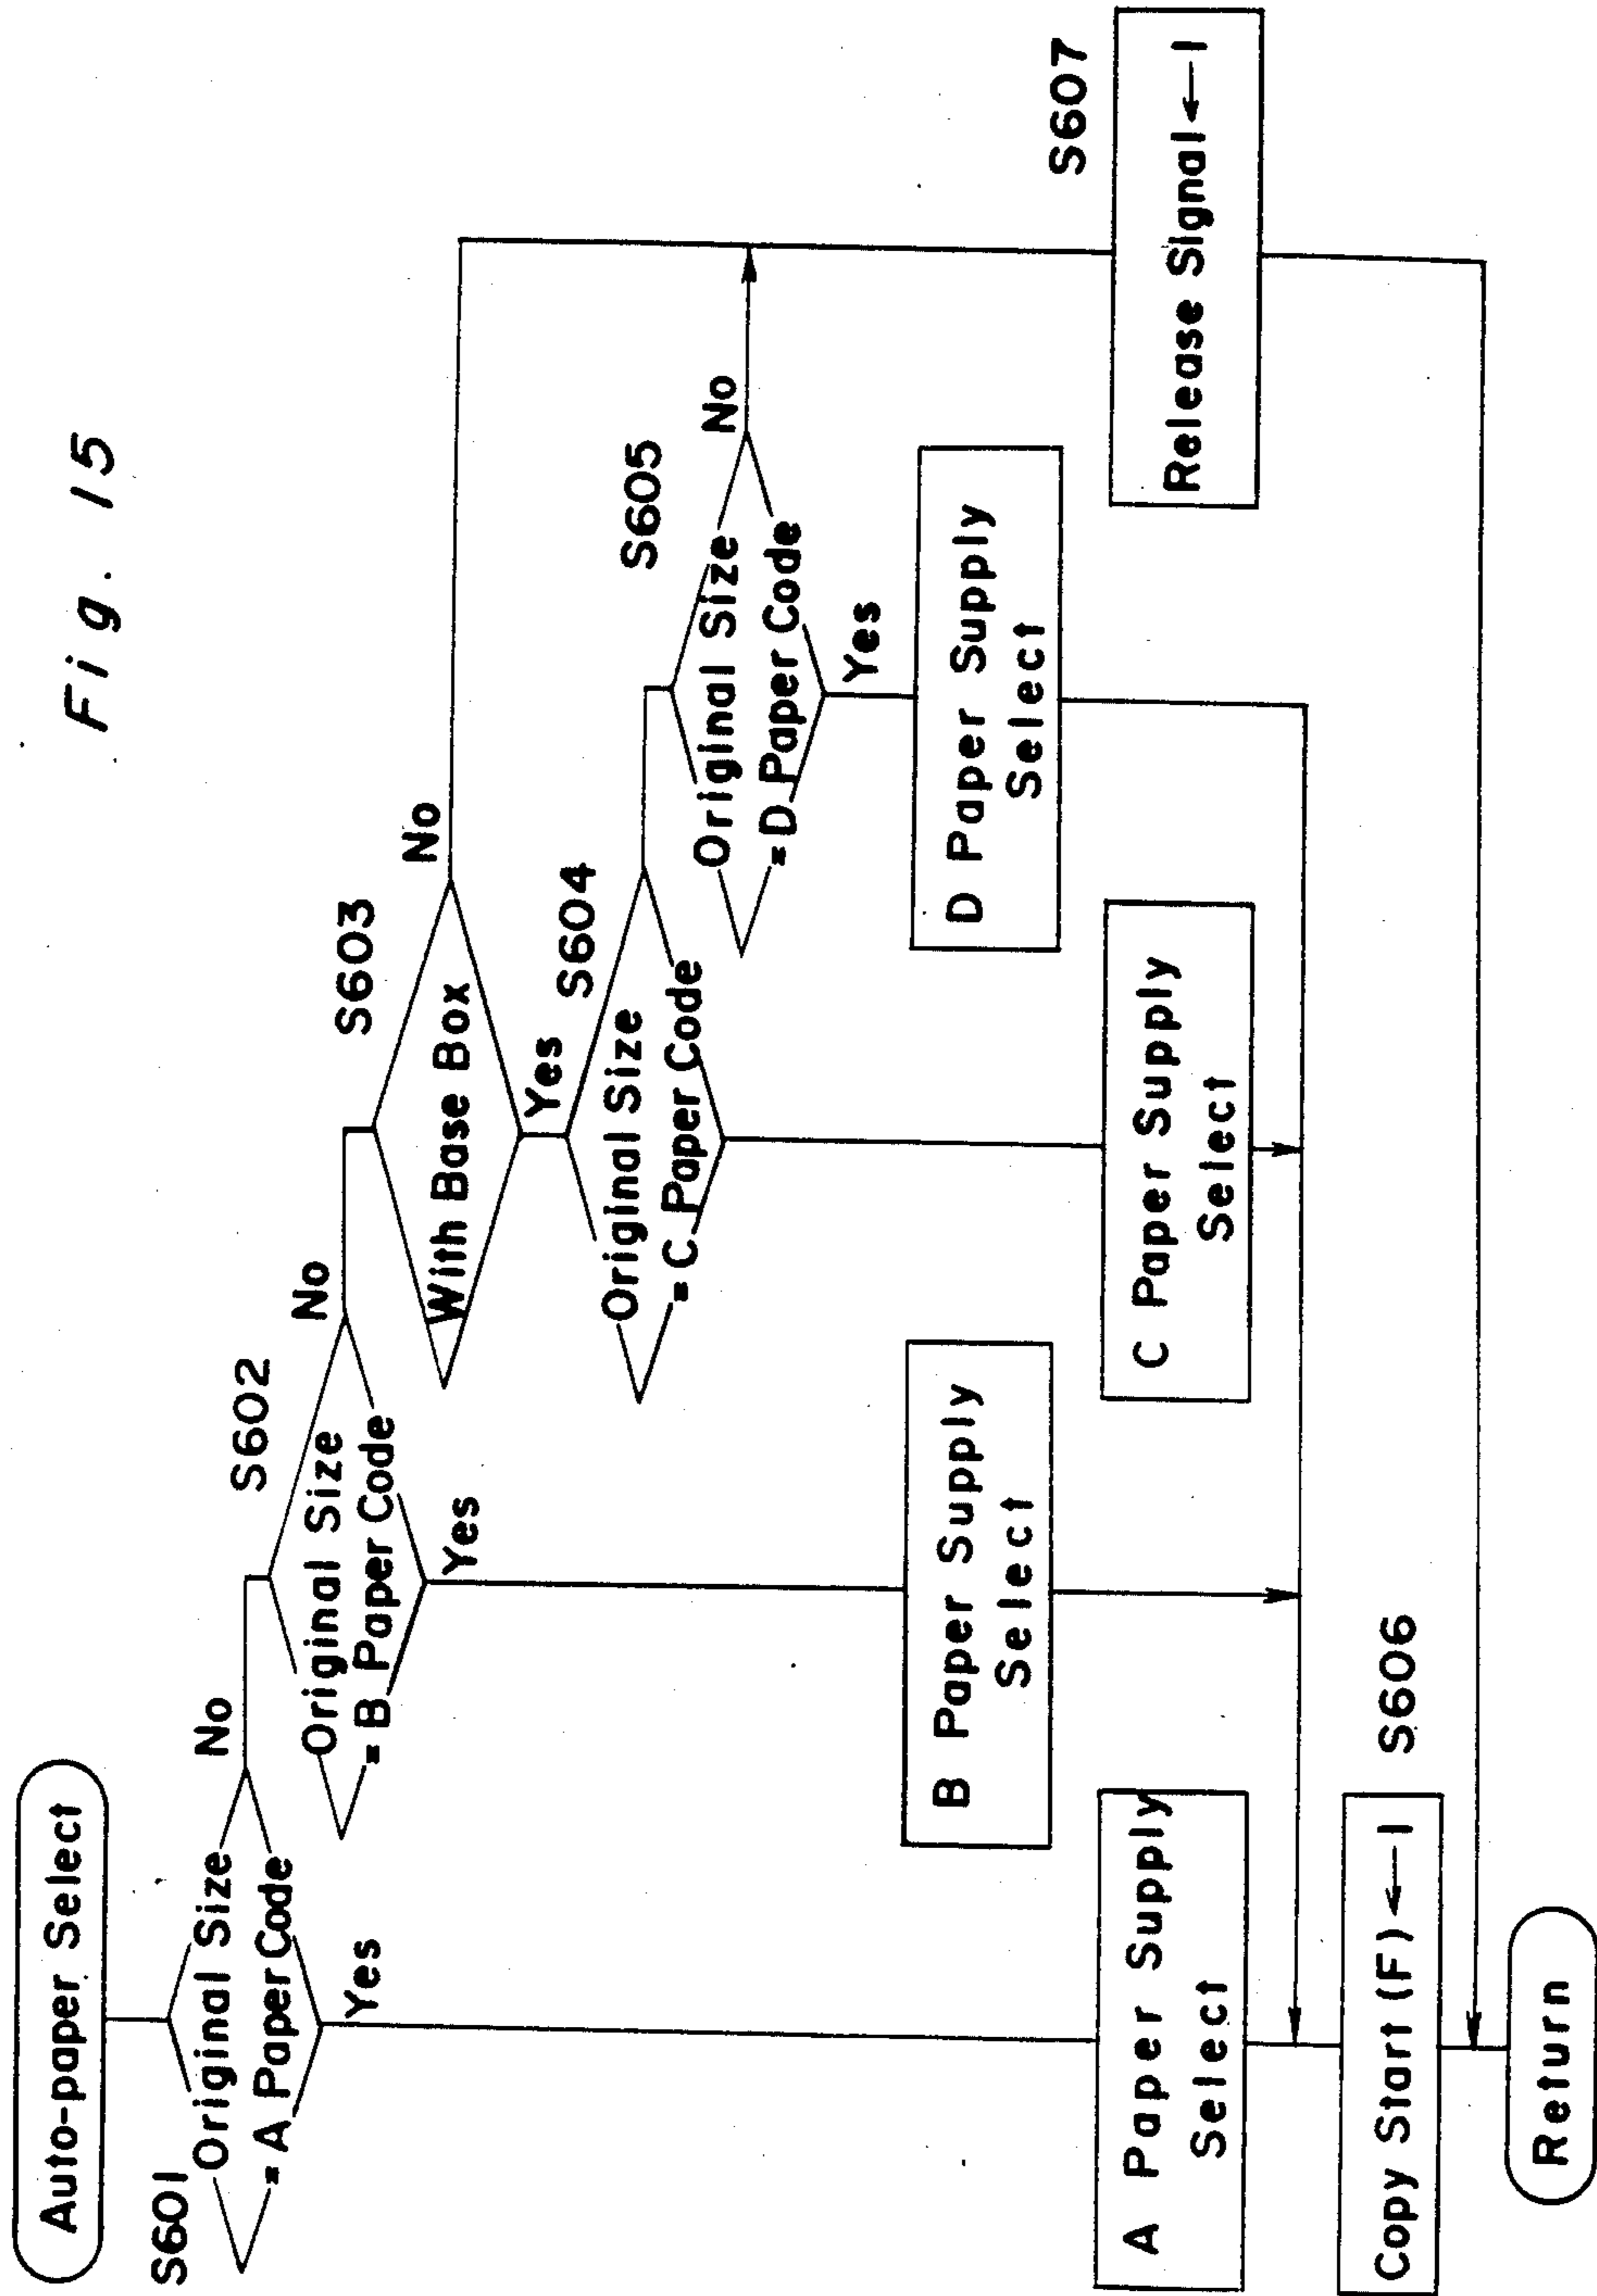 Fig. 15
Auto-paper Select
S601
Original Size
= A Paper Code
No
Yes
S602
Original Size
= B Paper Code
No
Yes
S603
With Base Box
No
Yes
S604
Original Size
= C Paper Code
S605
Original Size
= D Paper Code
No
Yes
A Paper Supply
Select
B Paper Supply
Select
C Paper Supply
Select
D Paper Supply
Select
S607
Release Signal←1
Copy Start (F)←1
S606
Return